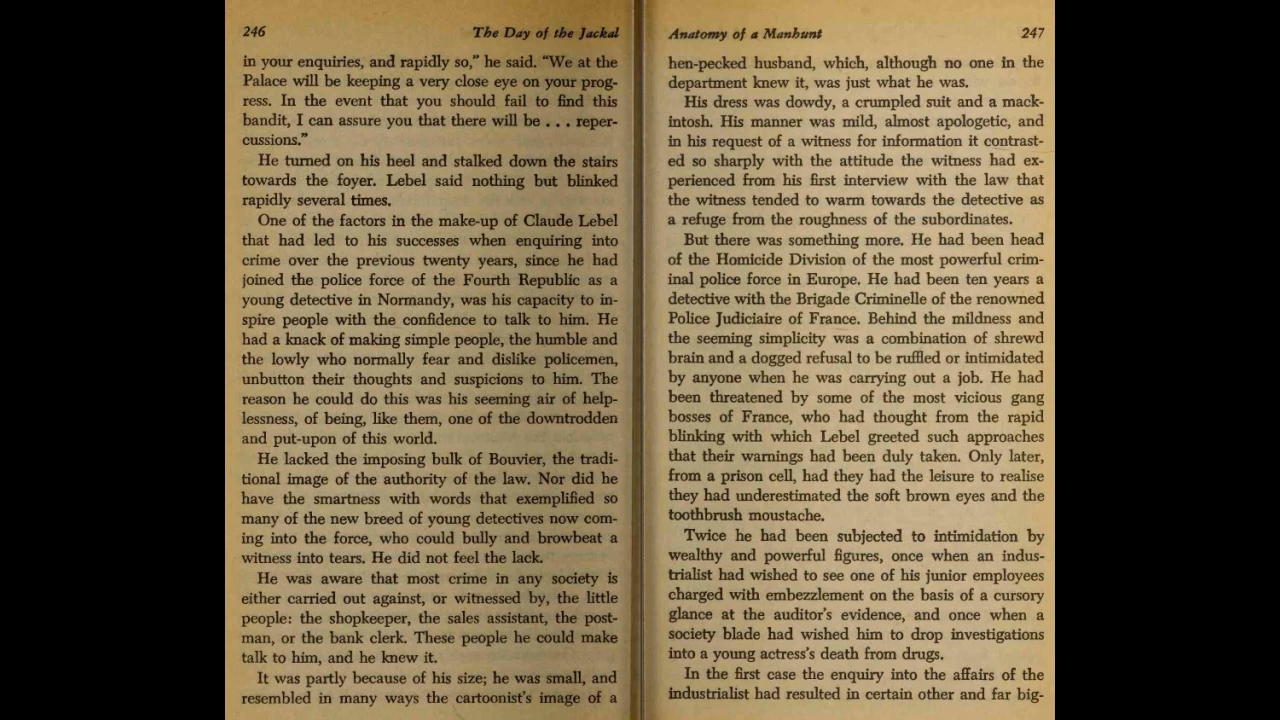 246
The Day of the Jackal
in your enquiries, and rapidly so,” he said. “We at the
Palace will be keeping a very close eye on your prog-
ress. In the event that you should fail to find this
bandit, I can assure you that there will be . . . reper-
cussions.”
He turned on his heel and stalked down the stairs
towards the foyer. Lebel said nothing but blinked
rapidly several times.
One of the factors in the make-up of Claude Lebel
that had led to his successes when enquiring into
crime over the previous twenty years, since he had
joined the police force of the Fourth Republic as a
young detective in Normandy, was his capacity to in-
spire people with the confidence to talk to him. He
had a knack of making simple people, the humble and
the lowly who normally fear and dislike policemen,
unbutton their thoughts and suspicions to him. The
reason he could do this was his seeming air of help-
lessness, of being, like them, one of the downtrodden
and put-upon of this world.
He lacked the imposing bulk of Bouvier, the tradi-
tional image of the authority of the law. Nor did he
have the smartness with words that exemplified so
many of the new breed of young detectives now com-
ing into the force, who could bully and browbeat a
witness into tears. He did not feel the lack.
He was aware that most crime in any society is
either carried out against, or witnessed by, the little
people: the shopkeeper, the sales assistant, the post-
man, or the bank clerk. These people he could make
talk to him, and he knew it.
It was partly because of his size; he was small, and
resembled in many ways the cartoonist’s image of a
Anatomy of a Manhunt
247
hen-pecked husband, which, although no one in the
department knew it, was just what he was.
His dress was dowdy, a crumpled suit and a mack-
intosh. His manner was mild, almost apologetic, and
in his request of a witness for information it contrast-
ed so sharply with the attitude the witness had ex-
perienced from his first interview with the law that
the witness tended to warm towards the detective as
a refuge from the roughness of the subordinates.
But there was something more. He had been head
of the Homicide Division of the most powerful crim-
inal police force in Europe. He had been ten years a
detective with the Brigade Criminelle of the renowned
Police Judiciaire of France. Behind the mildness and
the seeming simplicity was a combination of shrewd
brain and a dogged refusal to be ruffled or intimidated
by anyone when he was carrying out a job. He had
been threatened by some of the most vicious gang
bosses of France, who had thought from the rapid
blinking with which Lebel greeted such approaches
that their warnings had been duly taken. Only later,
from a prison cell, had they had the leisure to realise
they had underestimated the soft brown eyes and the
toothbrush moustache.
Twice he had been subjected to intimidation by
wealthy and powerful figures, once when an indus-
trialist had wished to see one of his junior employees
charged with embezzlement on the basis of a cursory
glance at the auditor’s evidence, and once when a
society blade had wished him to drop investigations
into a young actress’s death from drugs.
In the first case the enquiry into the affairs of the
industrialist had resulted in certain other and far big-